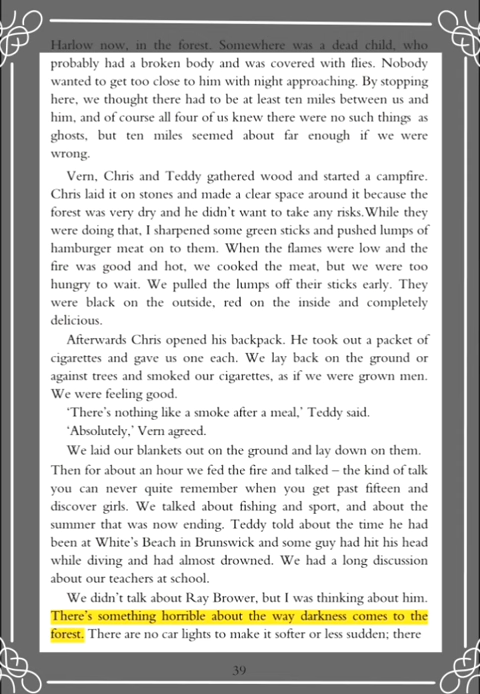 Harlow now, in the forest. Somewhere was a dead child, who
probably had a broken body and was covered with flies. Nobody
wanted to get too close to him with night approaching. By stopping
here, we thought there had to be at least ten miles between us and
him, and of course all four of us knew there were no such things as
ghosts, but ten miles seemed about far enough if we were
wrong.
Vern, Chris and Teddy gathered wood and started a campfire.
Chris laid it on stones and made a clear space around it because the
forest was very dry and he didn't want to take any risks.While they
were doing that, I sharpened some green sticks and pushed lumps of
hamburger meat on to them. When the flames were low and the
fire was good and hot, we cooked the meat, but we were too
hungry to wait. We pulled the lumps off their sticks early. They
were black on the outside, red on the inside and completely
delicious.
Afterwards Chris opened his backpack. He took out a packet of
cigarettes and gave us one each. We lay back on the ground or
against trees and smoked our cigarettes, as if we were grown men.
We were feeling good.
‘There's nothing like a smoke after a meal,’ Teddy said.
‘Absolutely,’ Vern agreed.
We laid our blankets out on the ground and lay down on them.
Then for about an hour we fed the fire and talked – the kind of talk
you can never quite remember when you get past fifteen and
discover girls. We talked about fishing and sport, and about the
summer that was now ending. Teddy told about the time he had
been at White's Beach in Brunswick and some guy had hit his head
while diving and had almost drowned. We had a long discussion
about our teachers at school.
We didn't talk about Ray Brower, but I was thinking about him.
There's something horrible about the way darkness comes to the
forest. There are no car lights to make it softer or less sudden; there
39